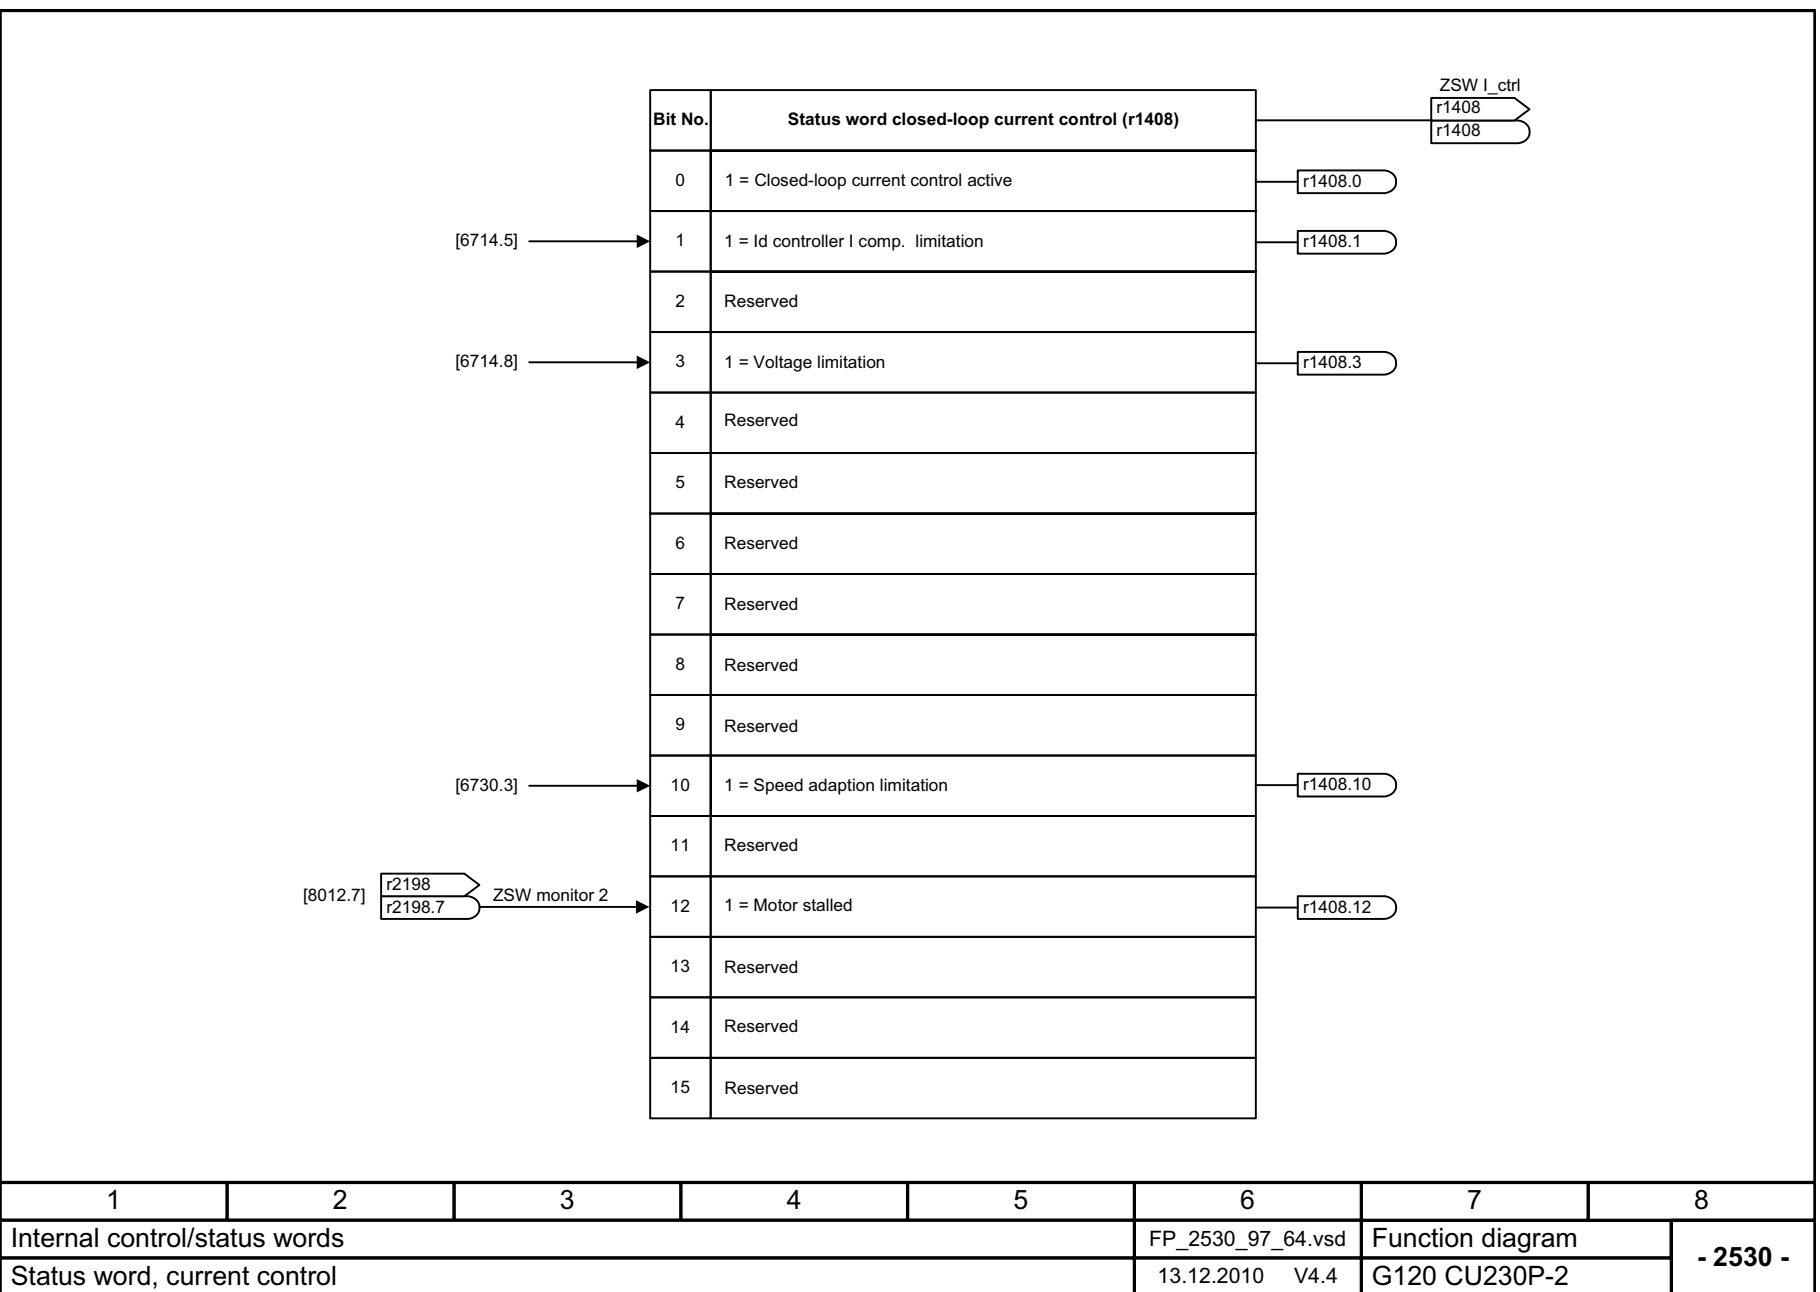 ZSW I_ctrl
r1408
r1408
Bit No. Status word closed-loop current control (r1408)
0 1 = Closed-loop current control active r1408.0
[6714.5] 1 1 = Id controller I comp. limitation r1408.1
2 Reserved
[6714.8] 3 1 = Voltage limitation r1408.3
4 Reserved
5 Reserved
6 Reserved
7 Reserved
8 Reserved
9 Reserved
[6730.3] 10 1 = Speed adaption limitation r1408.10
11 Reserved
r2198
[8012.7] r2198.7 ZSW monitor 2 12 1 = Motor stalled r1408.12
13 Reserved
14 Reserved
15 Reserved
1 2 3 4 5 6 7 8
Internal control/status words FP_2530_97_64.vsd Function diagram
- 2530 -
Status word, current control 13.12.2010 V4.4 G120 CU230P-2